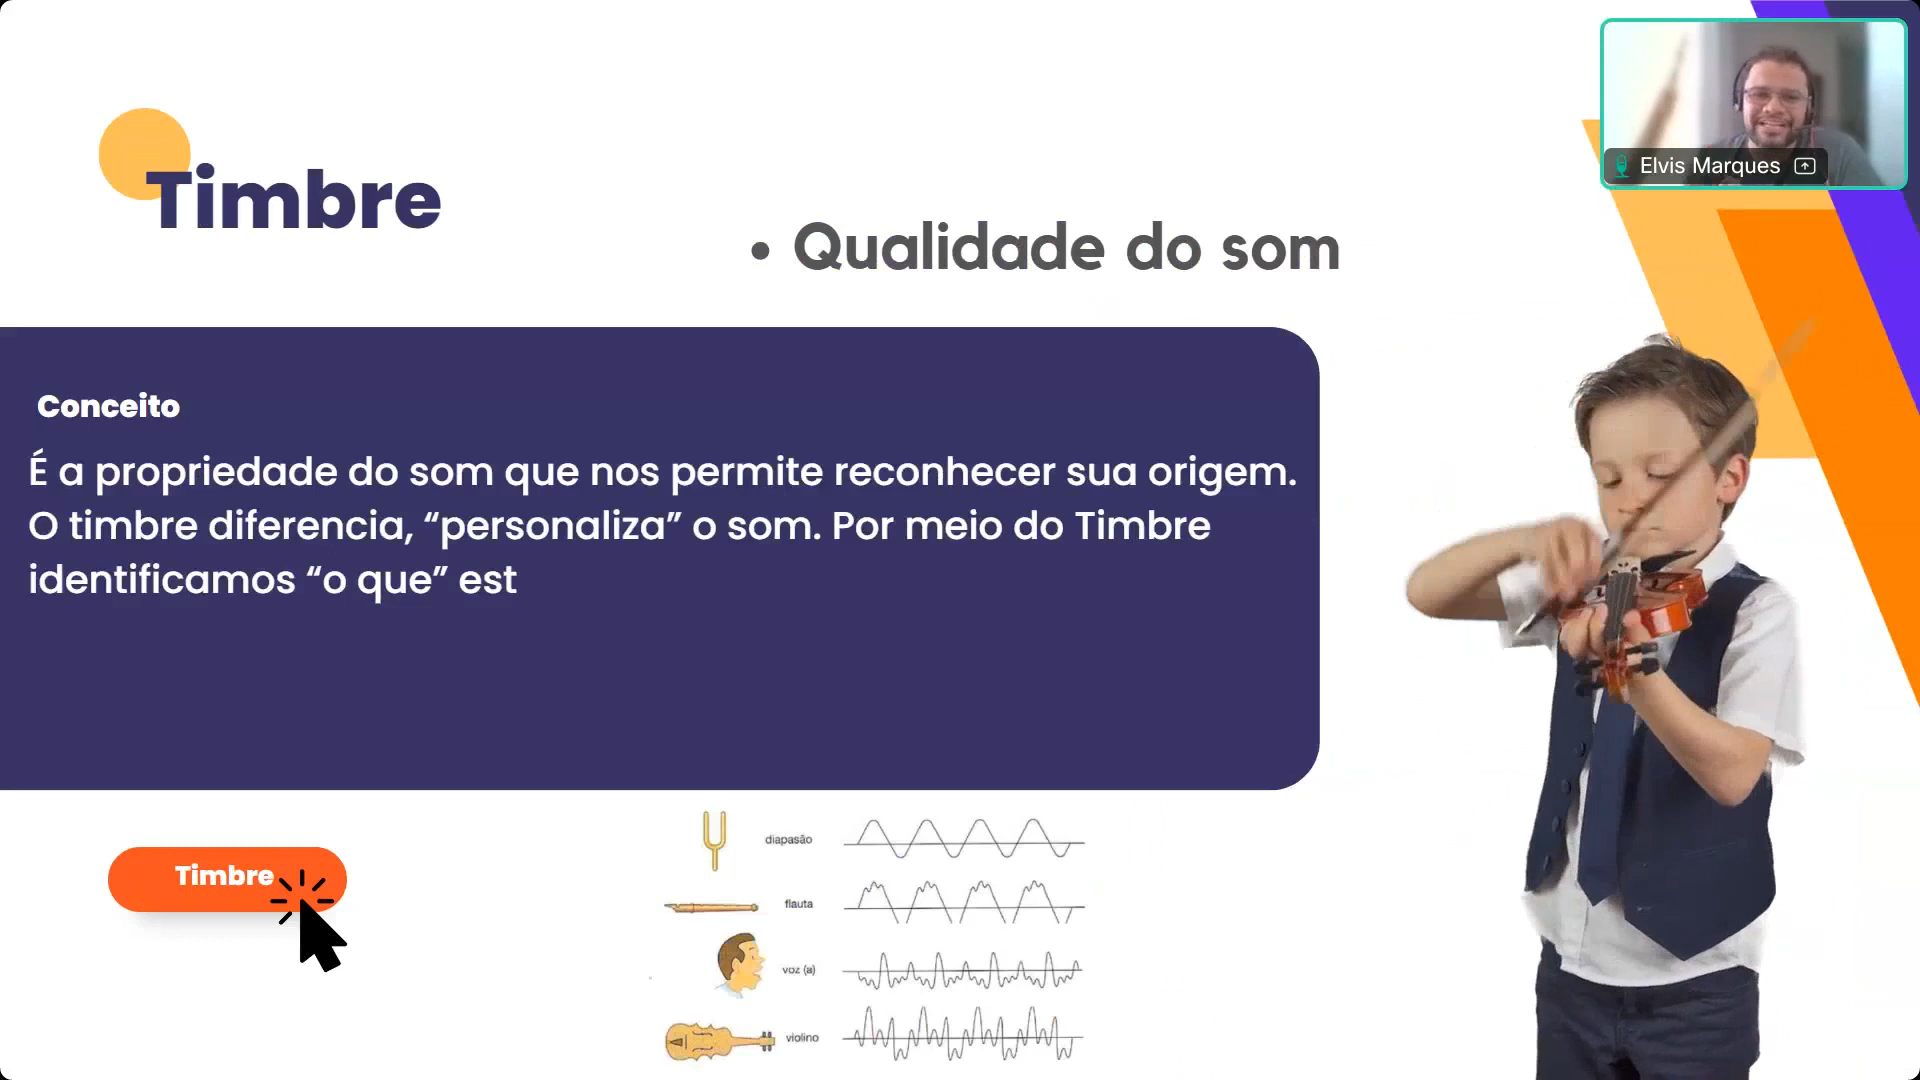 Elvis Marques
Timbre
• Qualidade do som
Conceito
É a propriedade do som que nos permite reconhecer sua origem.
O timbre diferencia, “personaliza” o som. Por meio do Timbre
identificamos “o que” est
Timbre
diapasão
flauta
voz (a)
violino